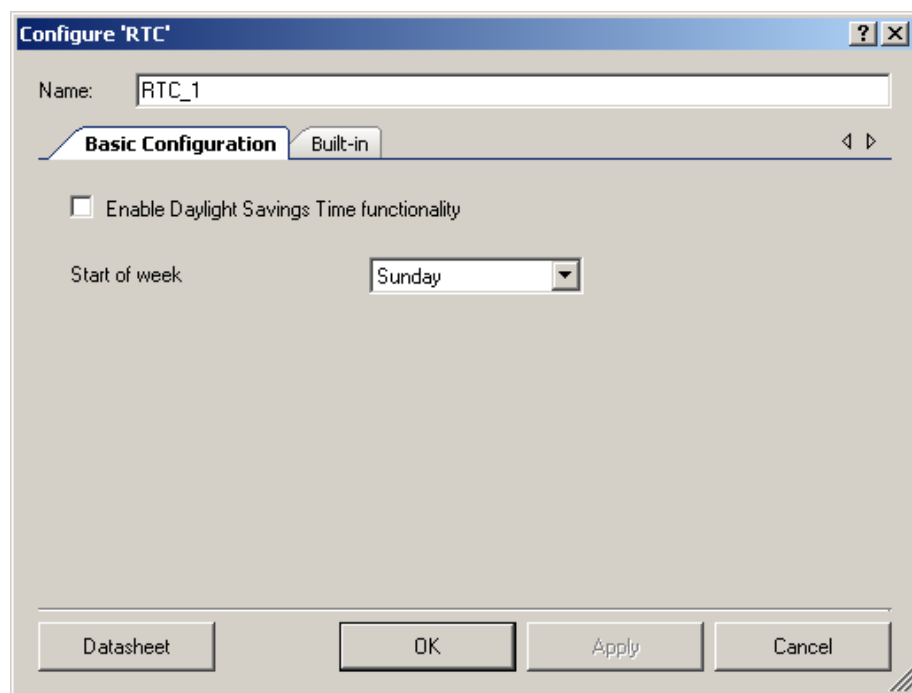 Configure 'RTC'
Name: RTC_1
Basic Configuration Built-in
Enable Daylight Savings Time functionality
Start of week Sunday
Datasheet OK Apply Cancel